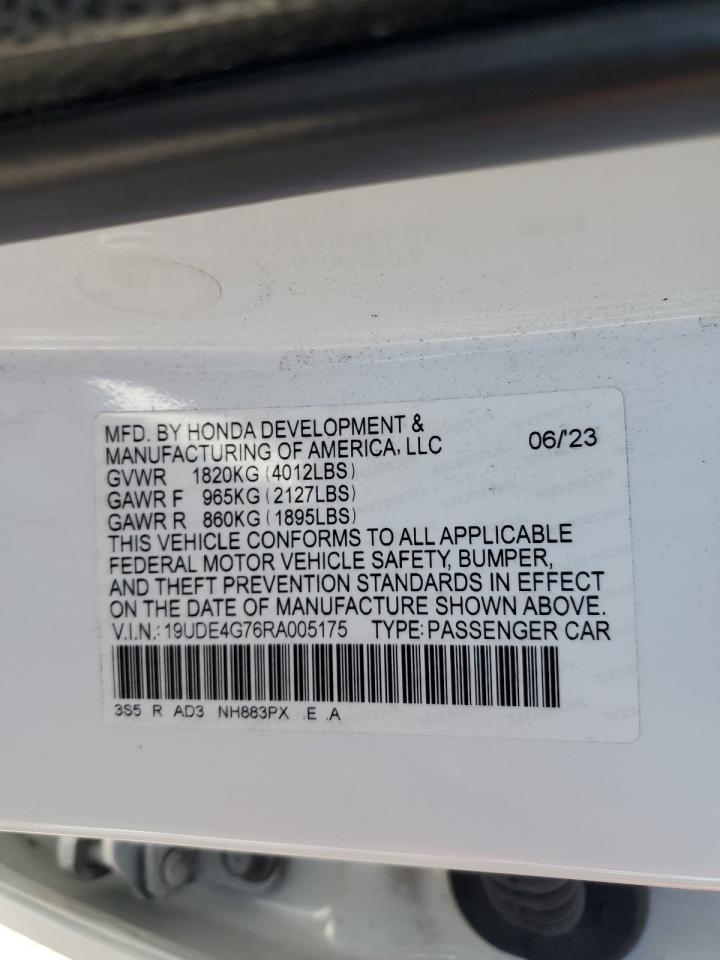 MFD. BY HONDA DEVELOPMENT &
MANUFACTURING OF AMERICA, LLC 06/'23
GVWR 1820KG (4012LBS)
GAWR F 965KG (2127LBS)
GAWR R 860KG (1895LBS)
THIS VEHICLE CONFORMS TO ALL APPLICABLE
FEDERAL MOTOR VEHICLE SAFETY, BUMPER,
AND THEFT PREVENTION STANDARDS IN EFFECT
ON THE DATE OF MANUFACTURE SHOWN ABOVE.
V.I.N.: 19UDE4G76RA005175 TYPE: PASSENGER CAR
3S5 R AD3 NH883PX .E .A